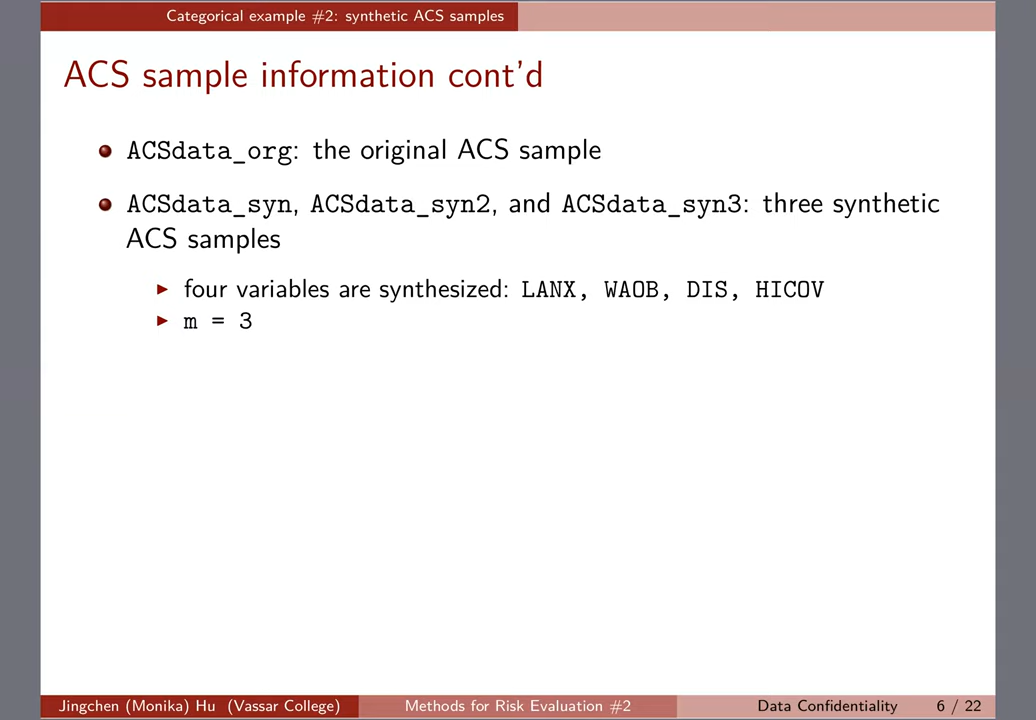 Categorical example #2: synthetic ACS samples
ACS sample information cont'd
ACSdata_org: the original ACS sample
ACSdata_syn, ACSdata_syn2, and ACSdata_syn3: three synthetic
ACS samples
four variables are synthesized: LANX, WAOB, DIS, HICOV
m = 3
Jingchen (Monika) Hu (Vassar College) Methods for Risk Evaluation #2 Data Confidentiality 6 / 22